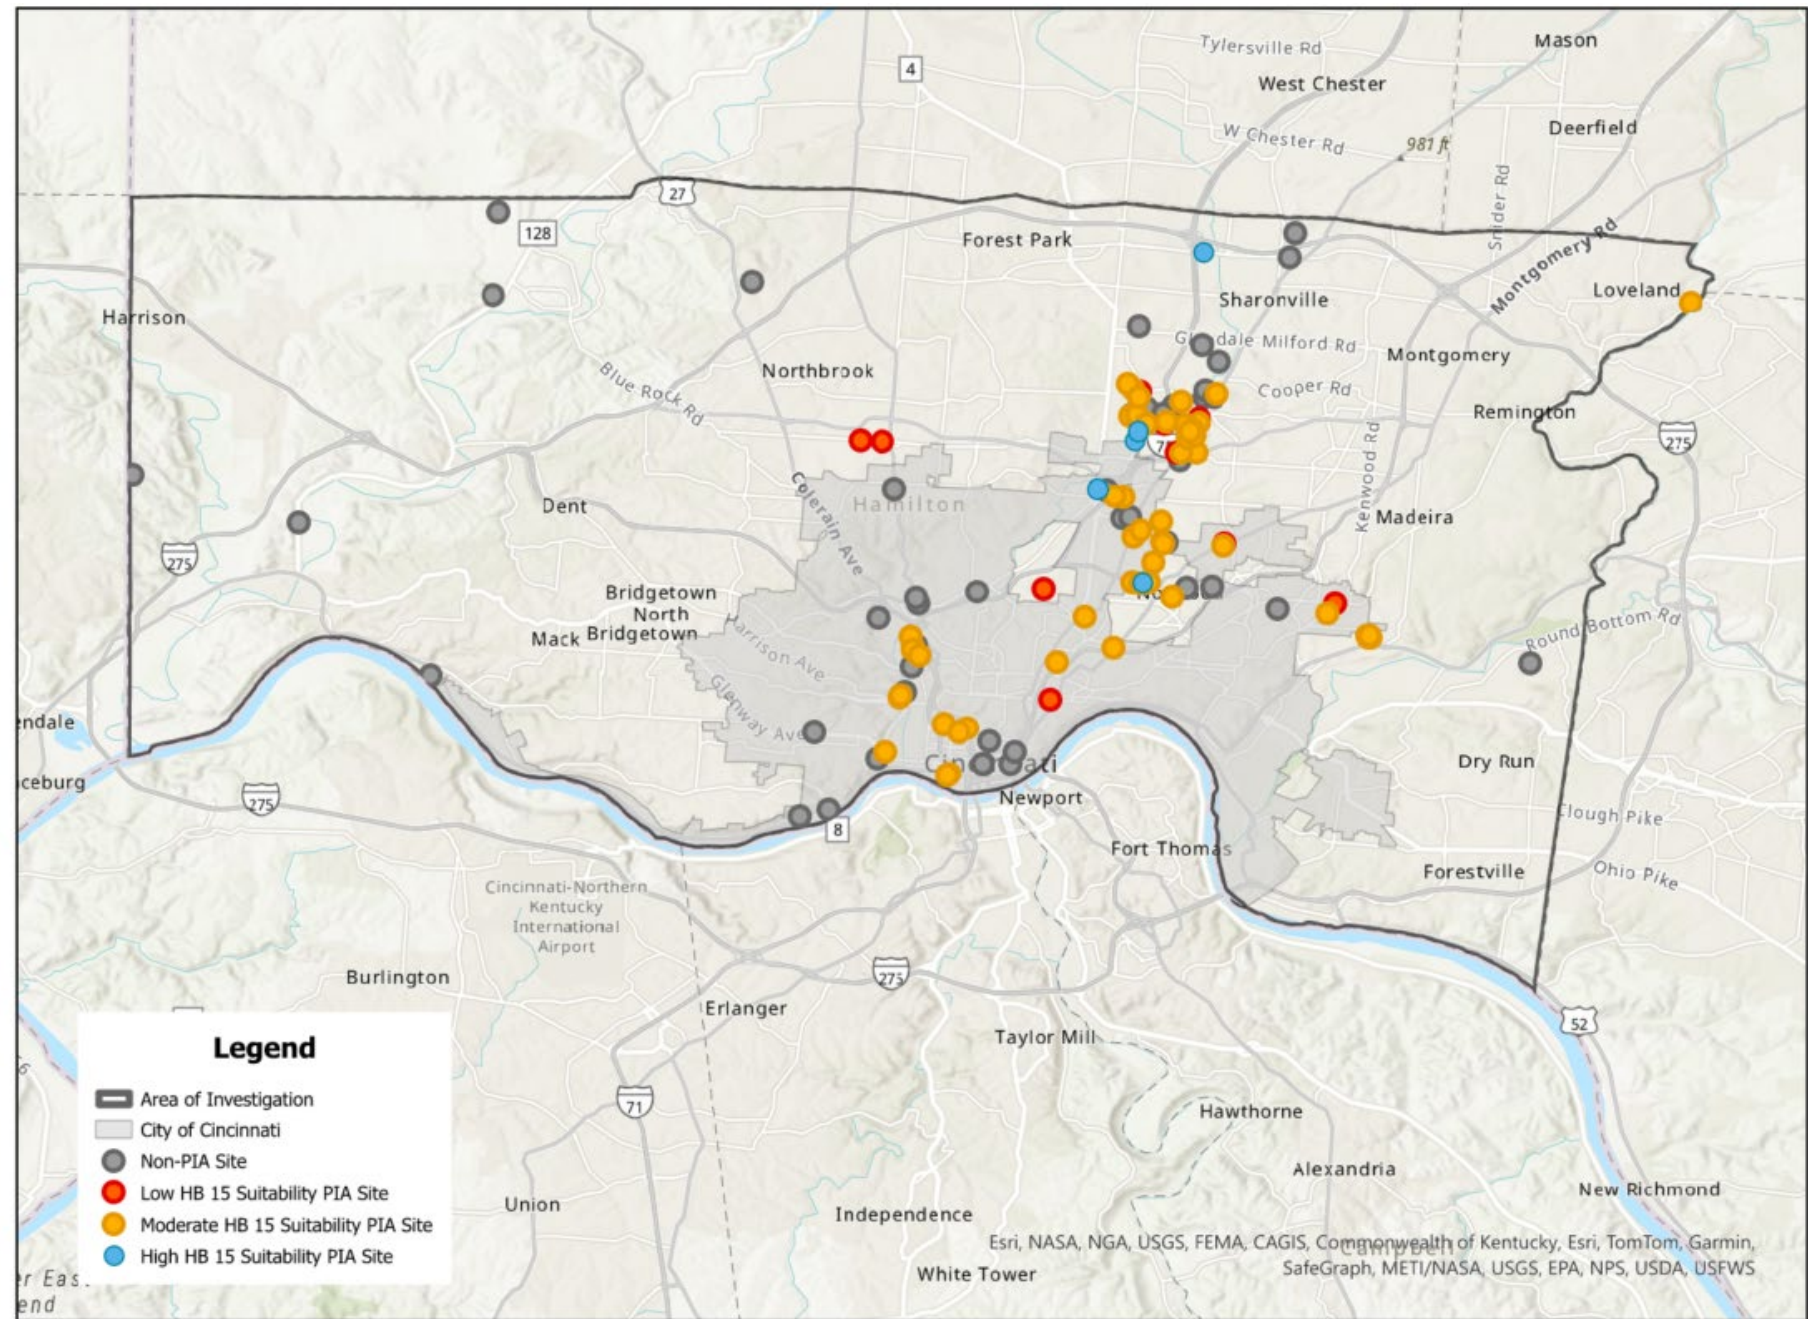 Tylersville Rd
Mason
4
West Chester
Deerfield
W Chester Rd
981 ft
27
Snider Rd
128
Forest Park
Montgomery Rd
Sharonville
Loveland
Harrison
Glendale Milford Rd
Montgomery
Northbrook
Blue Rock Rd
Cooper Rd
Remington
275
Kenwood Rd
Colerain Ave
Hamilton
Dent
Madeira
275
Bridgetown
North
Mack
Bridgetown
Harrison Ave
Round Bottom Rd
Glenway Ave
endale
Cincinnati
Dry Run
ceburg
275
Newport
Clough Pike
8
Fort Thomas
Forestville
Ohio Pike
Cincinnati-Northern
Kentucky
International
Airport
Burlington
275
Erlanger
52
Taylor Mill
71
Hawthorne
Alexandria
New Richmond
Union
Independence
Campbell
White Tower
er East
end
Legend
Area of Investigation
City of Cincinnati
Non-PIA Site
Low HB 15 Suitability PIA Site
Moderate HB 15 Suitability PIA Site
High HB 15 Suitability PIA Site
Esri, NASA, NGA, USGS, FEMA, CAGIS, Commonwealth of Kentucky, Esri, TomTom, Garmin,
SafeGraph, METI/NASA, USGS, EPA, NPS, USDA, USFWS